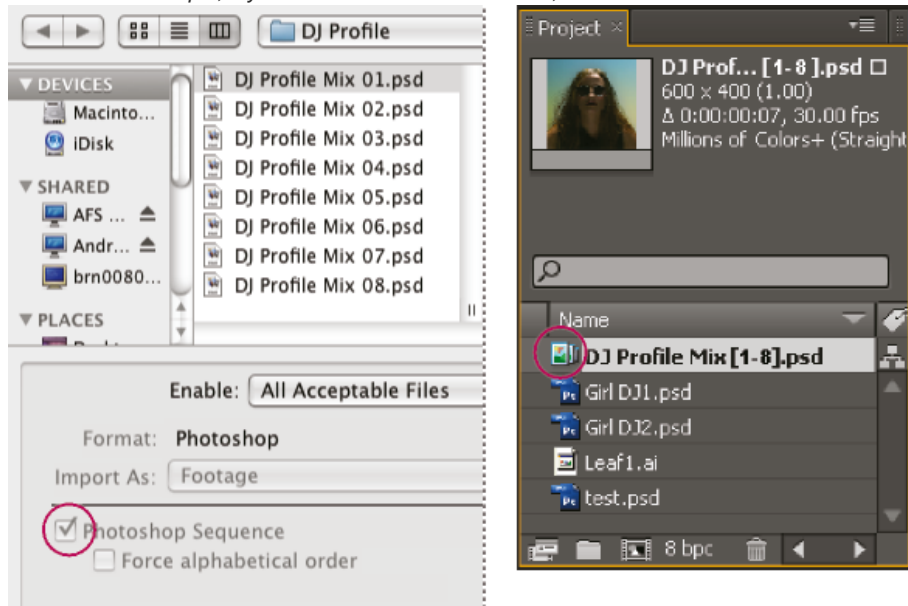 DJ Profile
DEVICES
Macinto...
iDisk
SHARED
AFS ...
Andr...
brn0080...
PLACES
DJ Profile Mix 01.psd
DJ Profile Mix 02.psd
DJ Profile Mix 03.psd
DJ Profile Mix 04.psd
DJ Profile Mix 05.psd
DJ Profile Mix 06.psd
DJ Profile Mix 07.psd
DJ Profile Mix 08.psd
Enable: All Acceptable Files
Format: Photoshop
Import As: Footage
Photoshop Sequence
Force alphabetical order
Project
DJ Prof... [1-8].psd
600 x 400 (1.00)
Δ 0:00:00:07, 30.00 fps
Millions of Colors+ (Straight
Name
DJ Profile Mix [1-8].psd
Girl DJ1.psd
Girl DJ2.psd
Leaf1.ai
test.psd
8 bpc